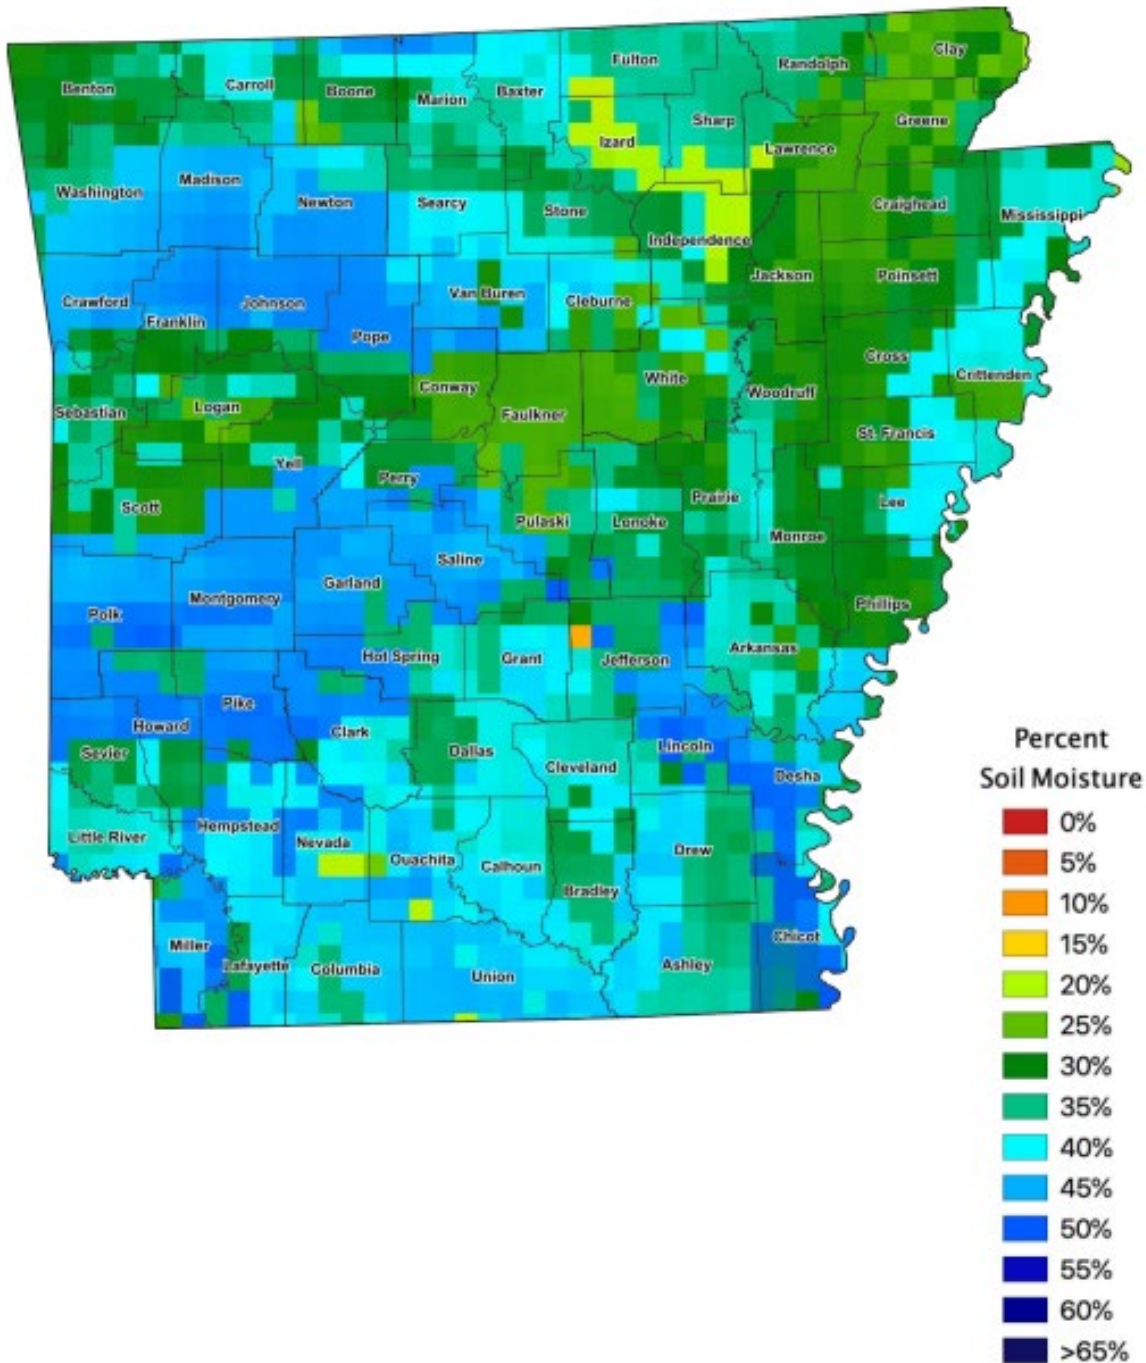 Clay
Fulton
Randolph
Benton
Carroll
Boone
Marion
Baxter
Sharp
Greene
Izard
Lawrence
Madison
Washington
Newton
Searcy
Stone
Craighead
Mississippi
Independence
Jackson
Poinsett
Crawford
Johnson
Van Buren
Cleburne
Franklin
Pope
Cross
Conway
White
Crittenden
Woodruff
Sebastian
Logan
Faulkner
St. Francis
Yell
Perry
Scott
Prairie
Lee
Pulaski
Lonoke
Monroe
Saline
Garland
Montgomery
Polk
Phillips
Hot Spring
Grant
Jefferson
Arkansas
Pike
Howard
Clark
Sevier
Dallas
Lincoln
Cleveland
Desha
Little River
Hempstead
Nevada
Ouachita
Calhoun
Drew
Bradley
Miller
Lafayette
Columbia
Union
Ashley
Chicot
Percent
Soil Moisture
0%
5%
10%
15%
20%
25%
30%
35%
40%
45%
50%
55%
60%
>65%